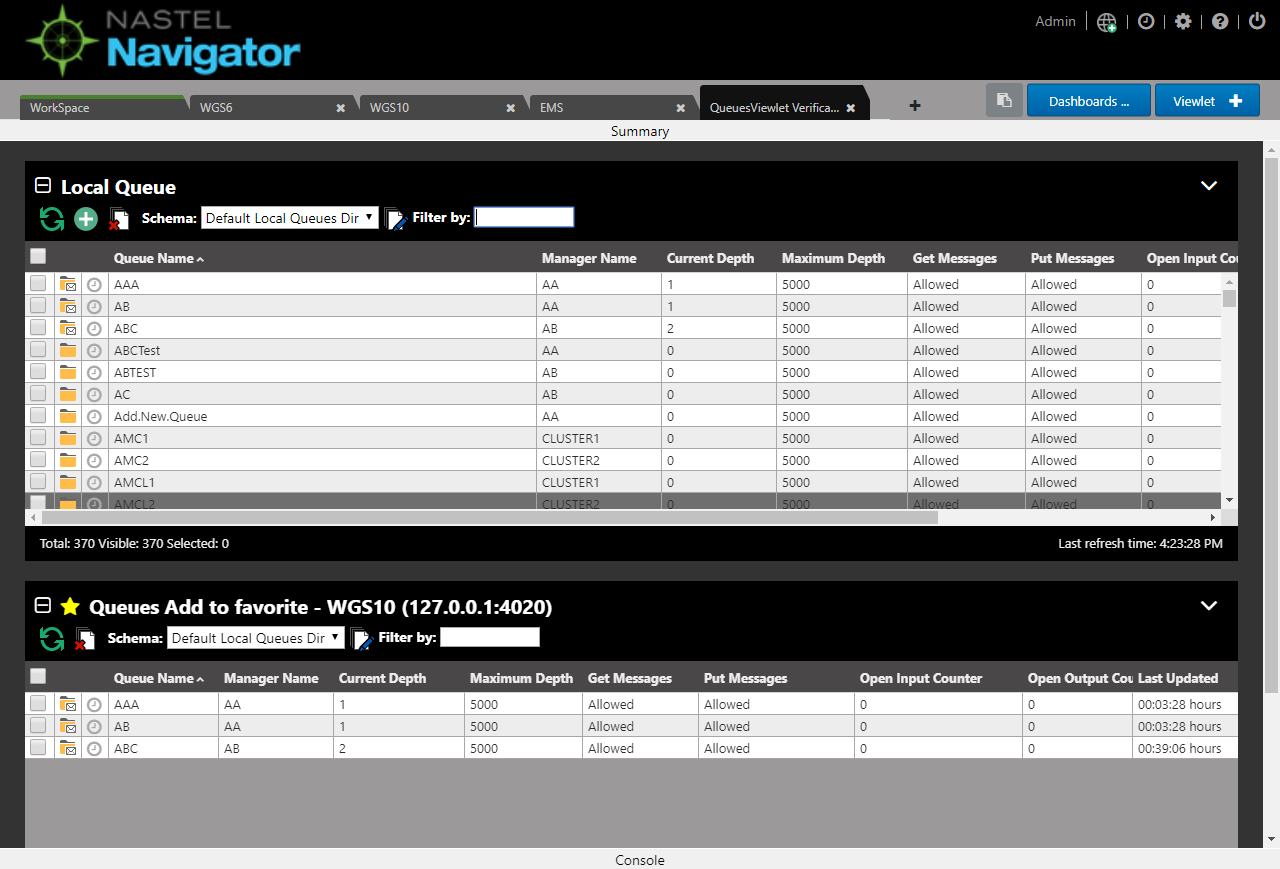 NASTEL
Navigator
Admin
WorkSpace WGS6 WGS10 EMS QueuesViewlet Verifica... Dashboards ... Viewlet
Summary
Local Queue
Schema: Default Local Queues Dir Filter by:
Queue Name Manager Name Current Depth Maximum Depth Get Messages Put Messages Open Input Cou
AAA AA 1 5000 Allowed Allowed 0
AB AA 1 5000 Allowed Allowed 0
ABC AB 2 5000 Allowed Allowed 0
ABCTest AA 0 5000 Allowed Allowed 0
ABTEST AB 0 5000 Allowed Allowed 0
AC AB 0 5000 Allowed Allowed 0
Add.New.Queue AA 0 5000 Allowed Allowed 0
AMC1 CLUSTER1 0 5000 Allowed Allowed 0
AMC2 CLUSTER2 0 5000 Allowed Allowed 0
AMCL1 CLUSTER1 0 5000 Allowed Allowed 0
AMCL2 CLUSTER2 0 5000 Allowed Allowed 0
Total: 370 Visible: 370 Selected: 0 Last refresh time: 4:23:28 PM
Queues Add to favorite - WGS10 (127.0.0.1:4020)
Schema: Default Local Queues Dir Filter by:
Queue Name Manager Name Current Depth Maximum Depth Get Messages Put Messages Open Input Counter Open Output Cou Last Updated
AAA AA 1 5000 Allowed Allowed 0 0 00:03:28 hours
AB AA 1 5000 Allowed Allowed 0 0 00:03:28 hours
ABC AB 2 5000 Allowed Allowed 0 0 00:39:06 hours
Console